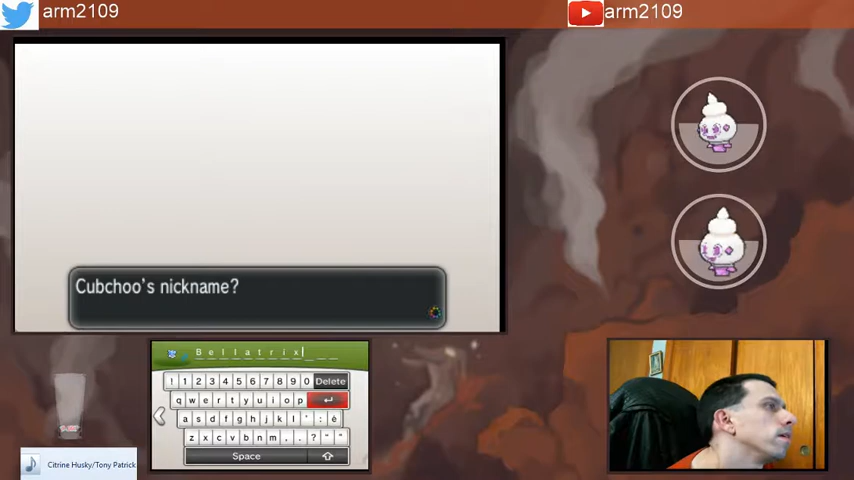 arm2109
arm2109
Cubchoo's nickname?
Bellatrix
! 1 2 3 4 5 6 7 8 9 0 Delete
q w e r t y u i o p
a s d f g h j k l ' : é
z x c v b n m , . ? “ ”
Space
Citrine Husky/Tony Patrick